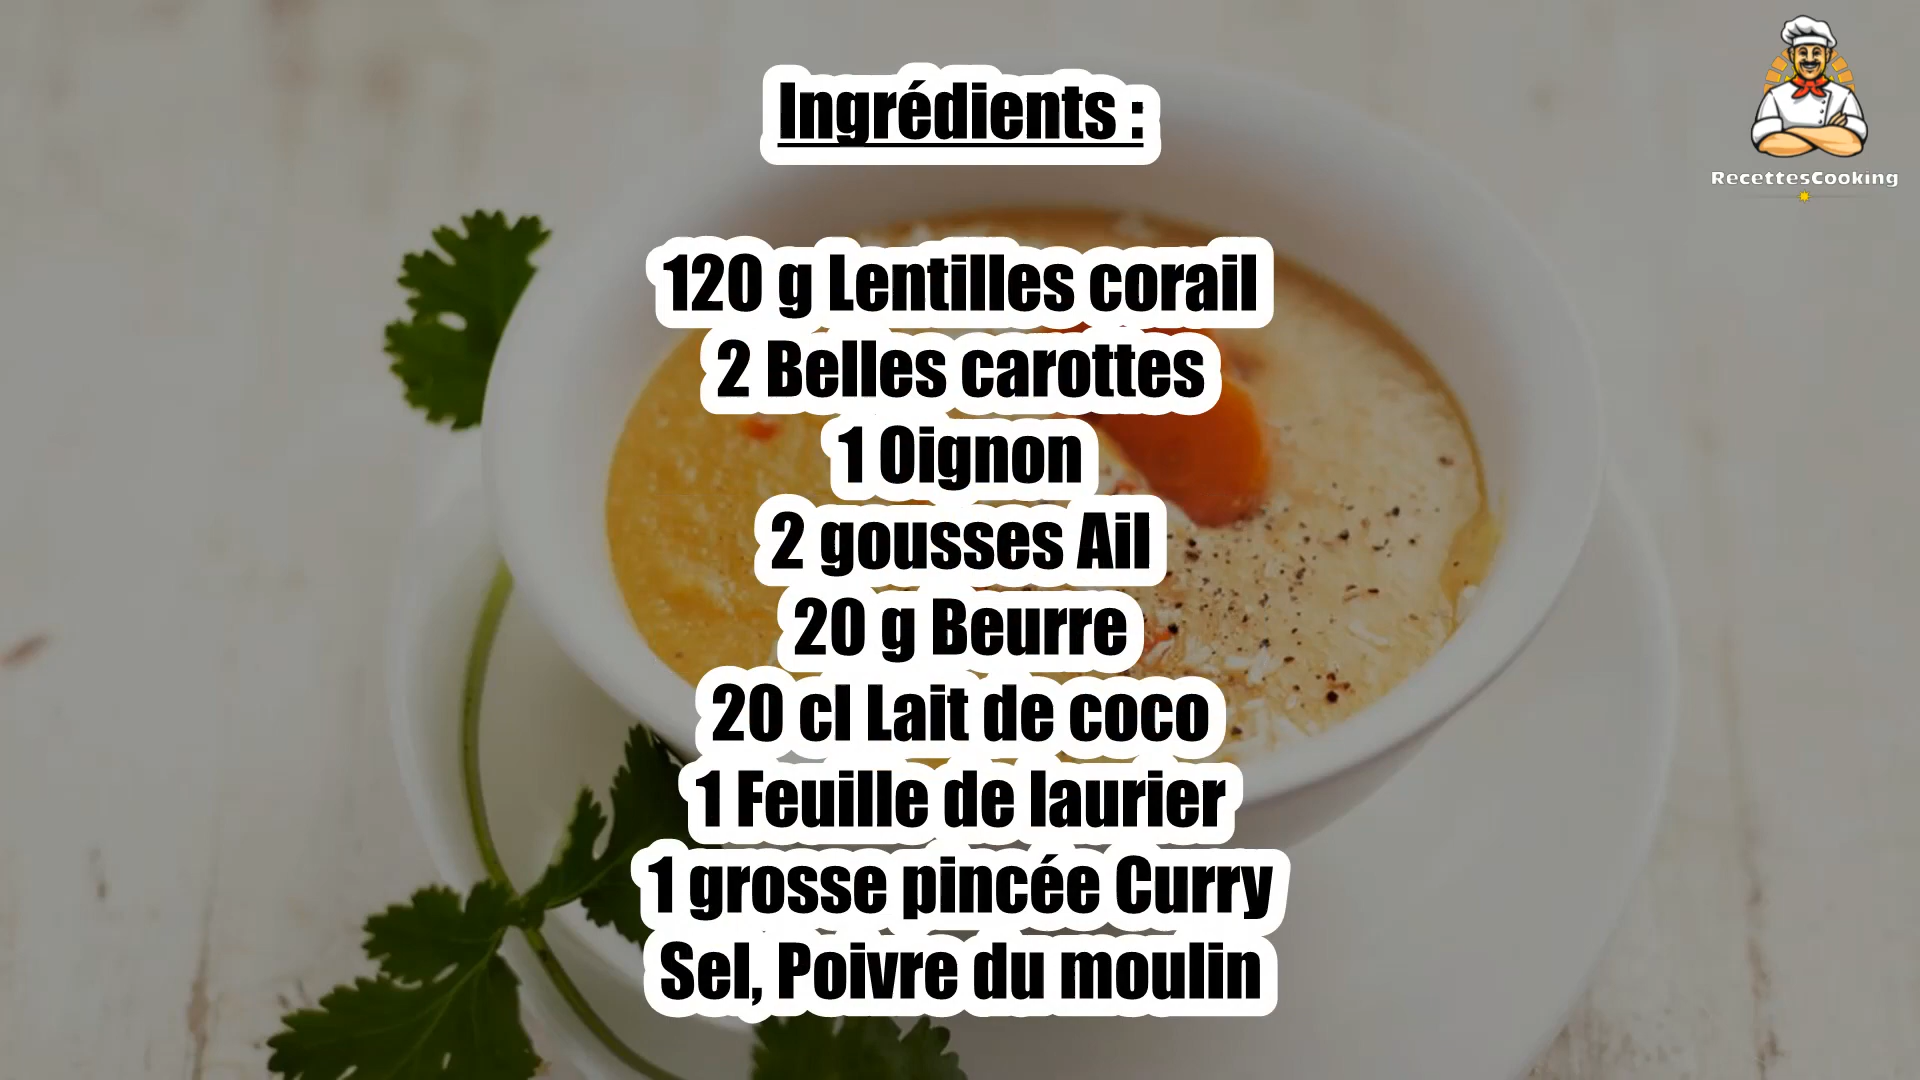 Ingrédients :
RecettesCooking
120 g Lentilles corail
2 Belles carottes
1 Oignon
2 gousses Ail
20 g Beurre
20 cl Lait de coco
1 Feuille de laurier
1 grosse pincée Curry
Sel, Poivre du moulin